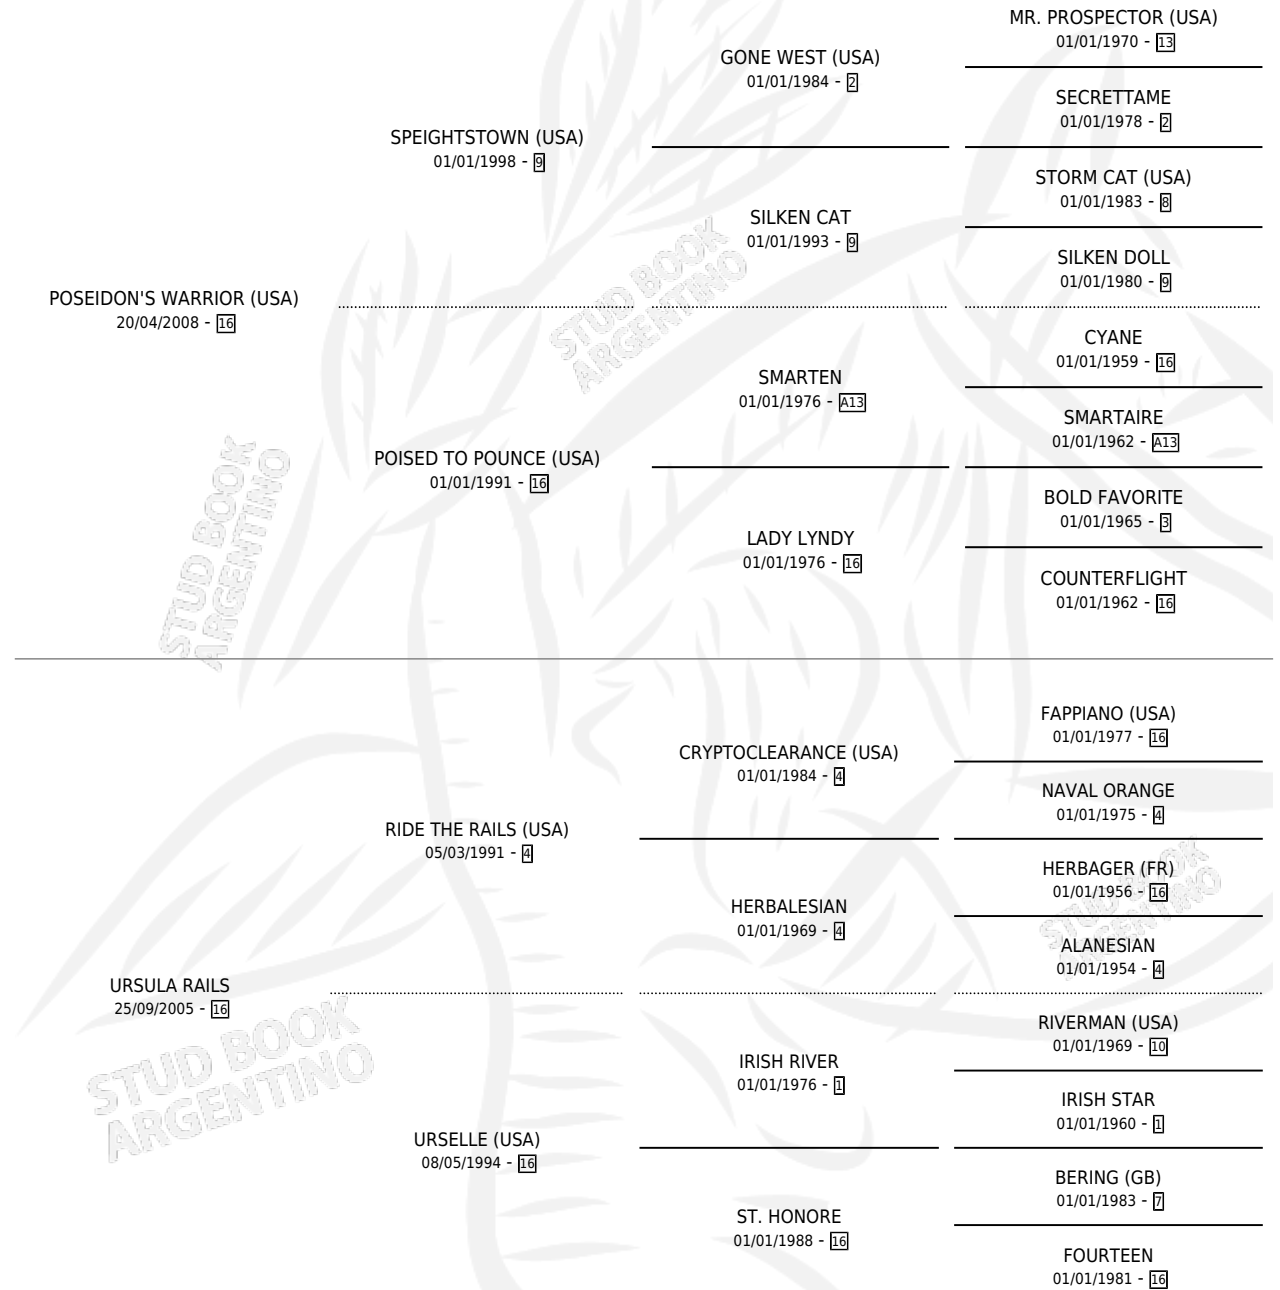 MR. PROSPECTOR (USA)
01/01/1970 - 13
GONE WEST (USA)
01/01/1984 - 2
SECRETTAME
01/01/1978 - 2
SPEIGHTSTOWN (USA)
01/01/1998 - 9
STORM CAT (USA)
01/01/1983 - 8
SILKEN CAT
01/01/1993 - 9
SILKEN DOLL
01/01/1980 - 9
POSEIDON'S WARRIOR (USA)
20/04/2008 - 16
CYANE
01/01/1959 - 16
SMARTEN
01/01/1976 - A13
SMARTAIRE
01/01/1962 - A13
POISED TO POUNCE (USA)
01/01/1991 - 16
BOLD FAVORITE
01/01/1965 - 3
LADY LYNDY
01/01/1976 - 16
COUNTERFLIGHT
01/01/1962 - 16
FAPPIANO (USA)
01/01/1977 - 16
CRYPTOCLEARANCE (USA)
01/01/1984 - 4
NAVAL ORANGE
01/01/1975 - 4
RIDE THE RAILS (USA)
05/03/1991 - 4
HERBAGER (FR)
01/01/1956 - 16
HERBALESIAN
01/01/1969 - 4
ALANESIAN
01/01/1954 - 4
URSULA RAILS
25/09/2005 - 16
RIVERMAN (USA)
01/01/1969 - 10
IRISH RIVER
01/01/1976 - 1
IRISH STAR
01/01/1960 - 1
URSELLE (USA)
08/05/1994 - 16
BERING (GB)
01/01/1983 - 7
ST. HONORE
01/01/1988 - 16
FOURTEEN
01/01/1981 - 16
STUD BOOK
ARGENTINO
STUD BOOK
ARGENTINO
STUD BOOK
ARGENTINO
STUD BOOK
ARGENTINO